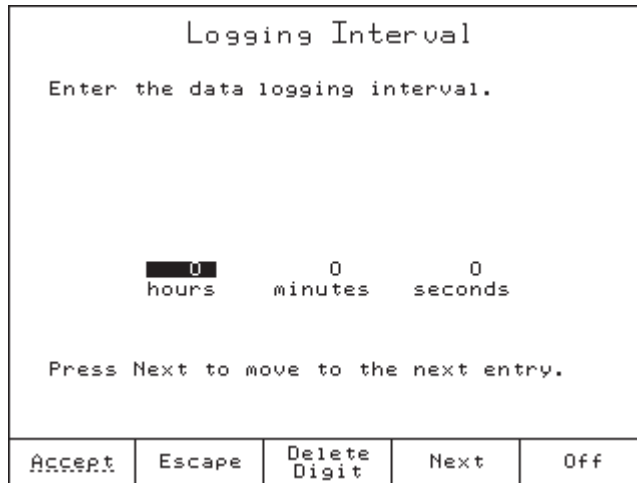 Logging Interval
Enter the data logging interval.
0 0 0
hours minutes seconds
Press Next to move to the next entry.
Accept Escape Delete Digit Next Off